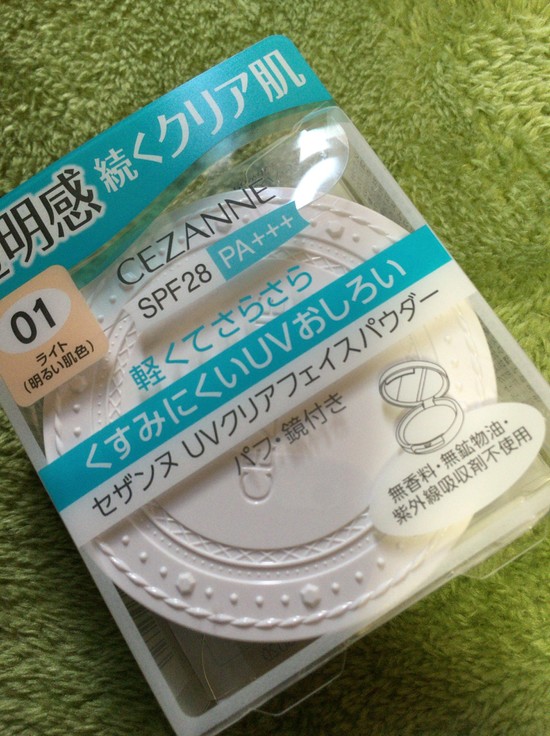 明感 続くクリア肌
CEZANNE
SPF28 PA+++
01
ライト
(明るい肌色)
軽くてさらさら
くすみにくいUVおしろい
セザンヌ UVクリアフェイスパウダー
パフ・鏡付き
無香料・無鉱物油・
紫外線吸収剤不使用